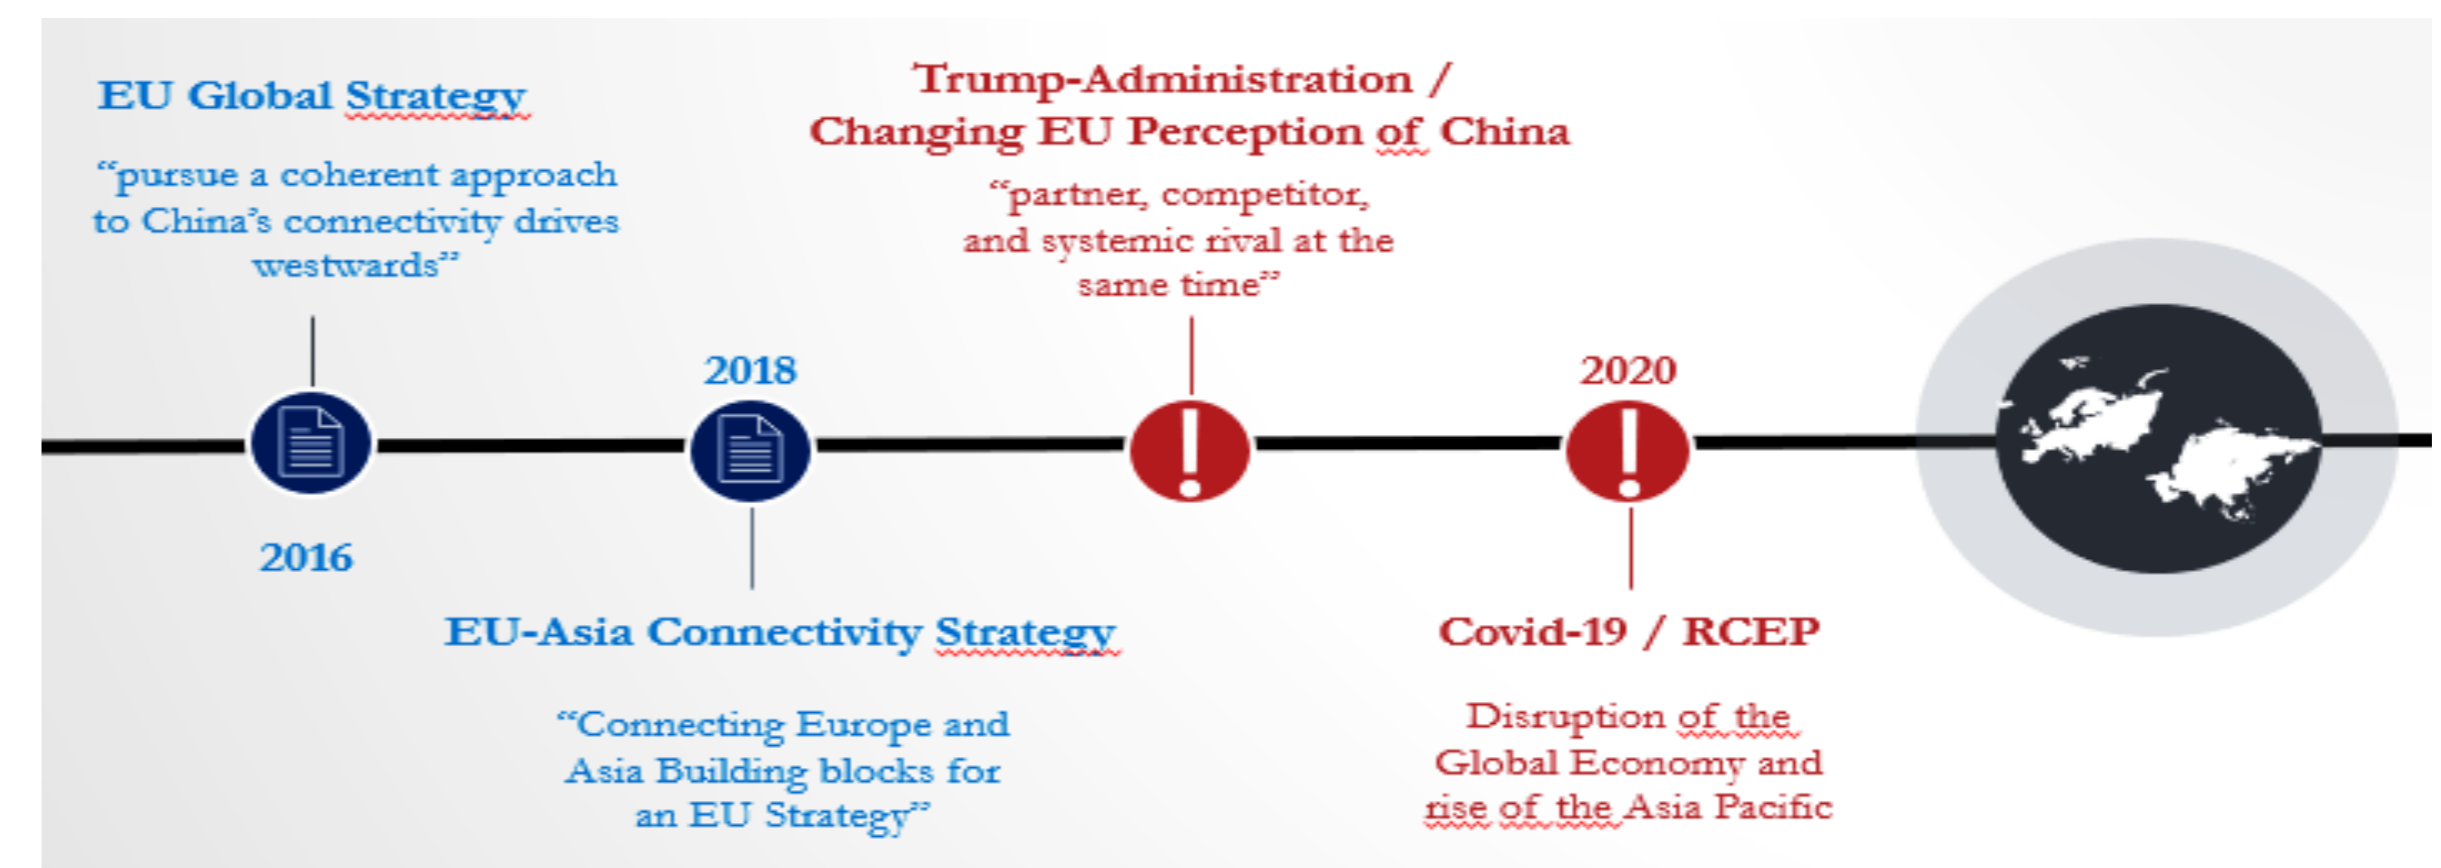 EU Global Strategy
“pursue a coherent approach
to China’s connectivity drives
westwards”
2016
2018
EU-Asia Connectivity Strategy
“Connecting Europe and
Asia Building blocks for
an EU Strategy”
Trump-Administration /
Changing EU Perception of China
“partner, competitor,
and systemic rival at the
same time”
2020
Covid-19 / RCEP
Disruption of the
Global Economy and
rise of the Asia Pacific